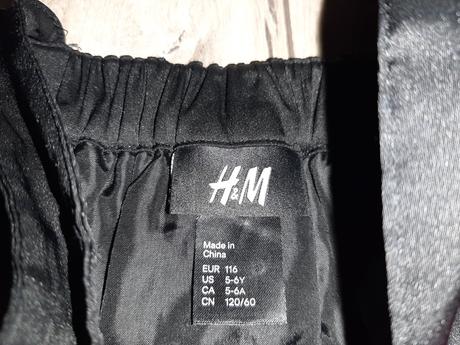 H&M
Made in
China
EUR 116
US 5-6Y
CA 5-6A
CN 120/60